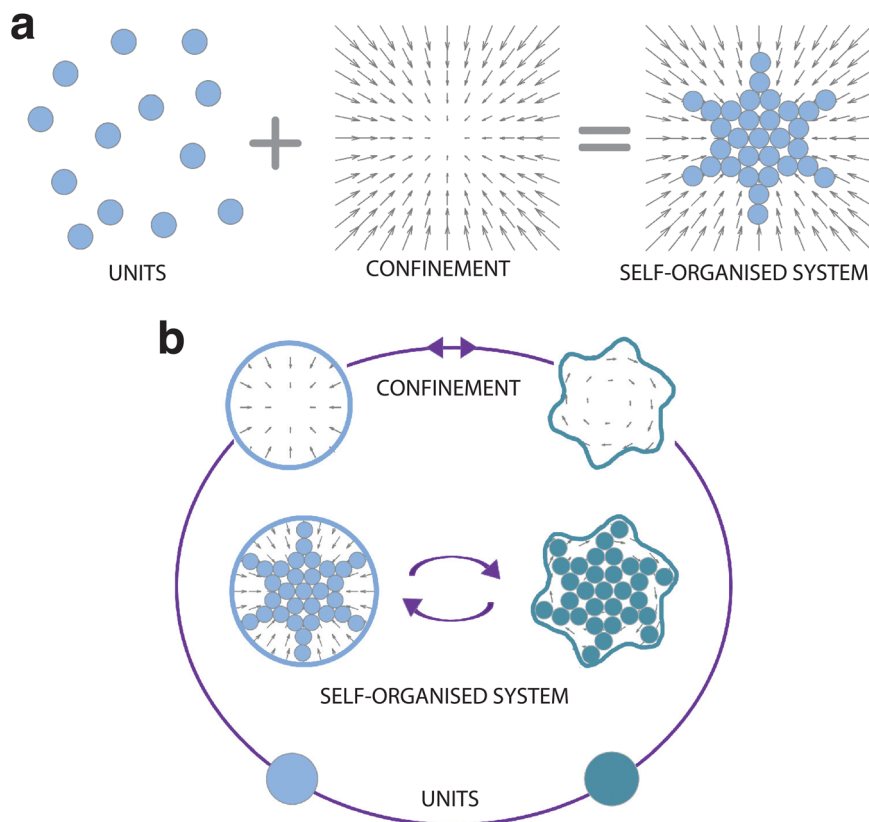 a
UNITS
CONFINEMENT
SELF-ORGANISED SYSTEM
b
CONFINEMENT
SELF-ORGANISED SYSTEM
UNITS